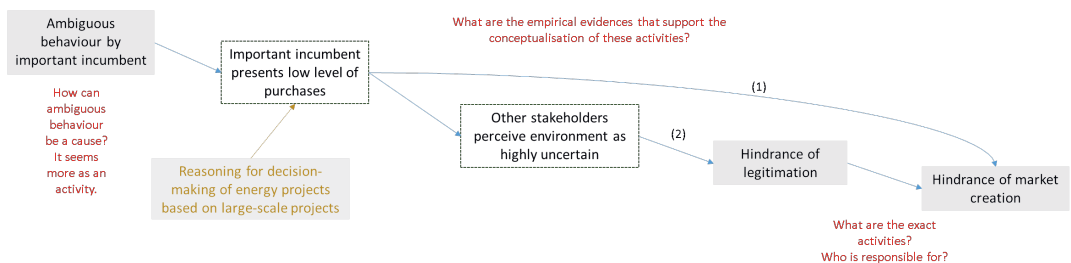 Ambiguous
behaviour by
important incumbent
How can
ambiguous
behaviour
be a cause?
It seems
more as an
activity.
Important incumbent
presents low level of
purchases
Reasoning for decision-
making of energy projects
based on large-scale projects
What are the empirical evidences that support the
conceptualisation of these activities?
(1)
Other stakeholders
perceive environment as
highly uncertain
(2)
Hindrance of
legitimation
Hindrance of market
creation
What are the exact
activities?
Who is responsible for?